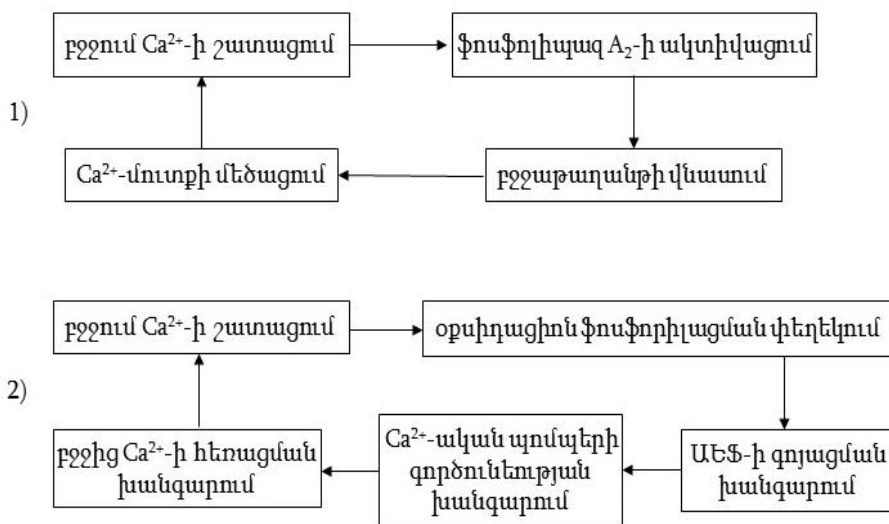 բջջում Ca²⁺-ի շատացում
ֆոսֆոլիպազ A₂-ի ակտիվացում
1)
Ca²⁺-մուտքի մեծացում
բջջաթաղանթի վնասում
բջջում Ca²⁺-ի շատացում
օքսիդացիոն ֆոսֆորիլացման փեղեկում
2)
բջջից Ca²⁺-ի հեռացման
խանգարում
Ca²⁺-ական պոմպերի
գործունեության
խանգարում
ԱԵՖ-ի գոյացման
խանգարում